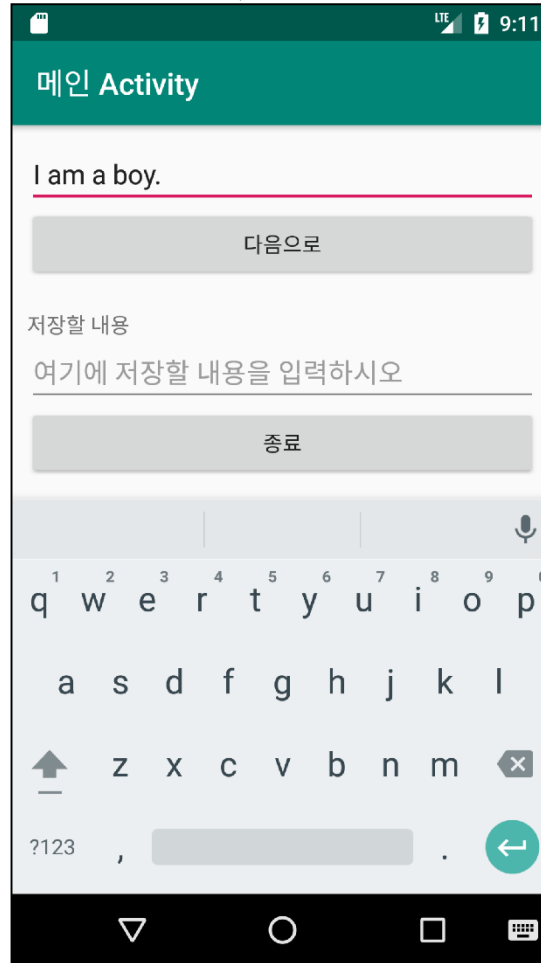 LTE 9:11
메인 Activity
I am a boy.
다음으로
저장할 내용
여기에 저장할 내용을 입력하시오
종료
1 2 3 4 5 6 7 8 9
q w e r t y u i o p
a s d f g h j k l
z x c v b n m
?123 , .